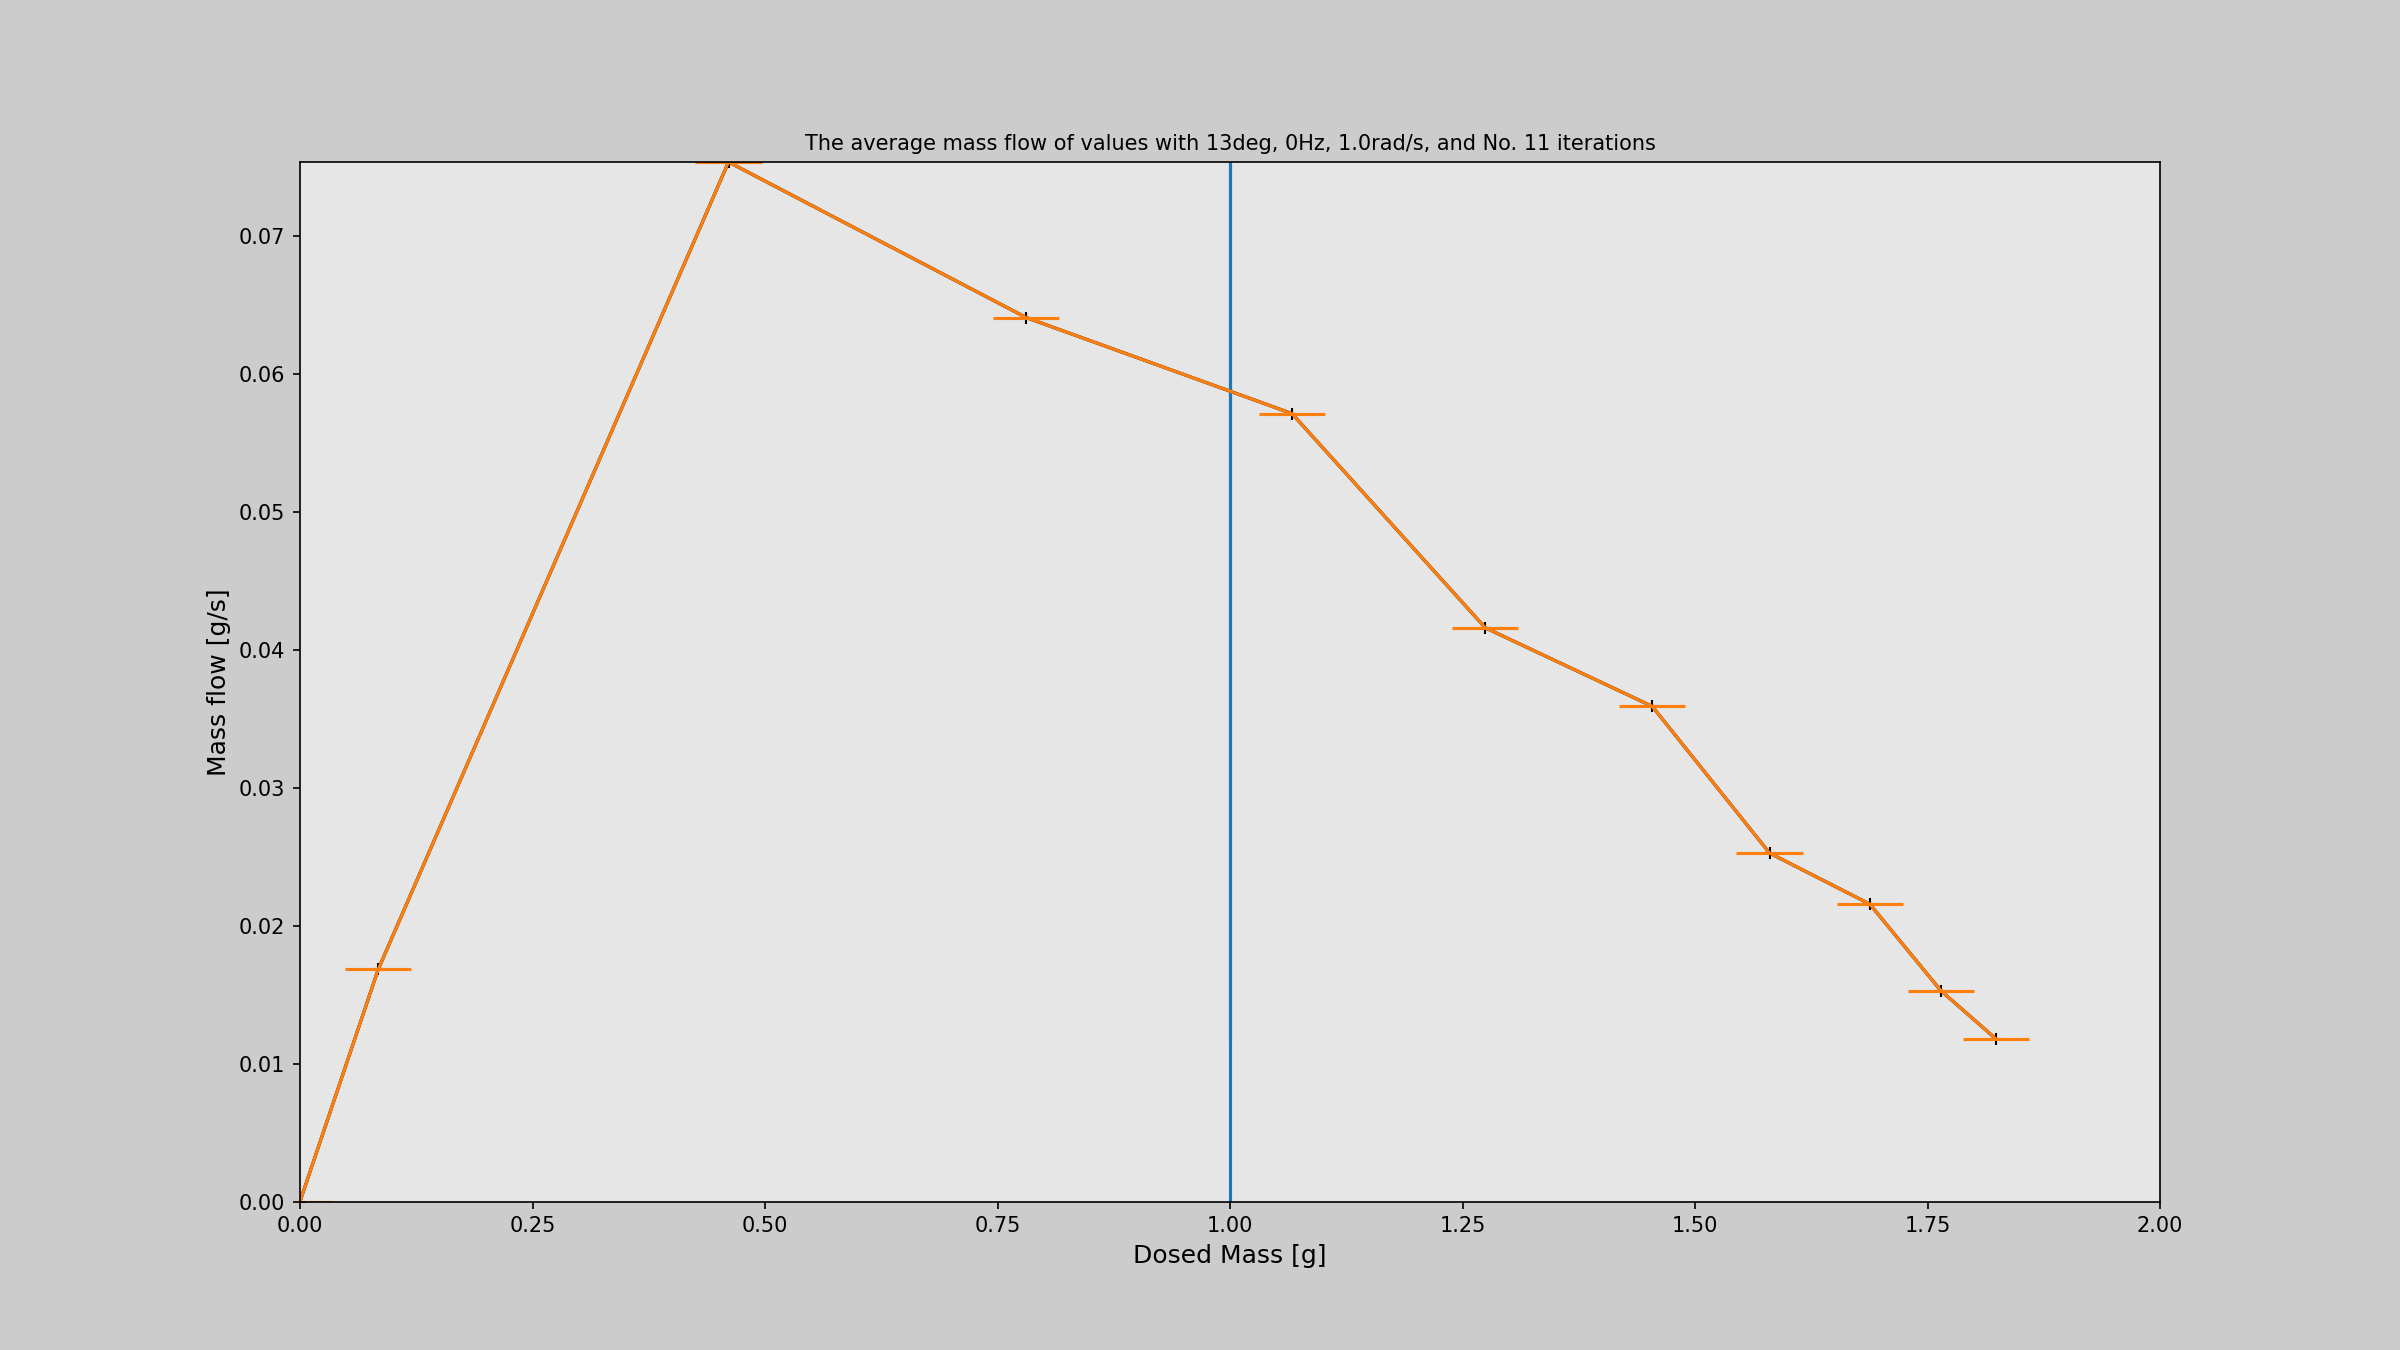 The average mass flow of values with 13deg, 0Hz, 1.0rad/s, and No. 11 iterations
0.07
0.06
0.05
0.04
0.03
0.02
0.01
0.00
Mass flow [g/s]
0.00 0.25 0.50 0.75 1.00 1.25 1.50 1.75 2.00
Dosed Mass [g]